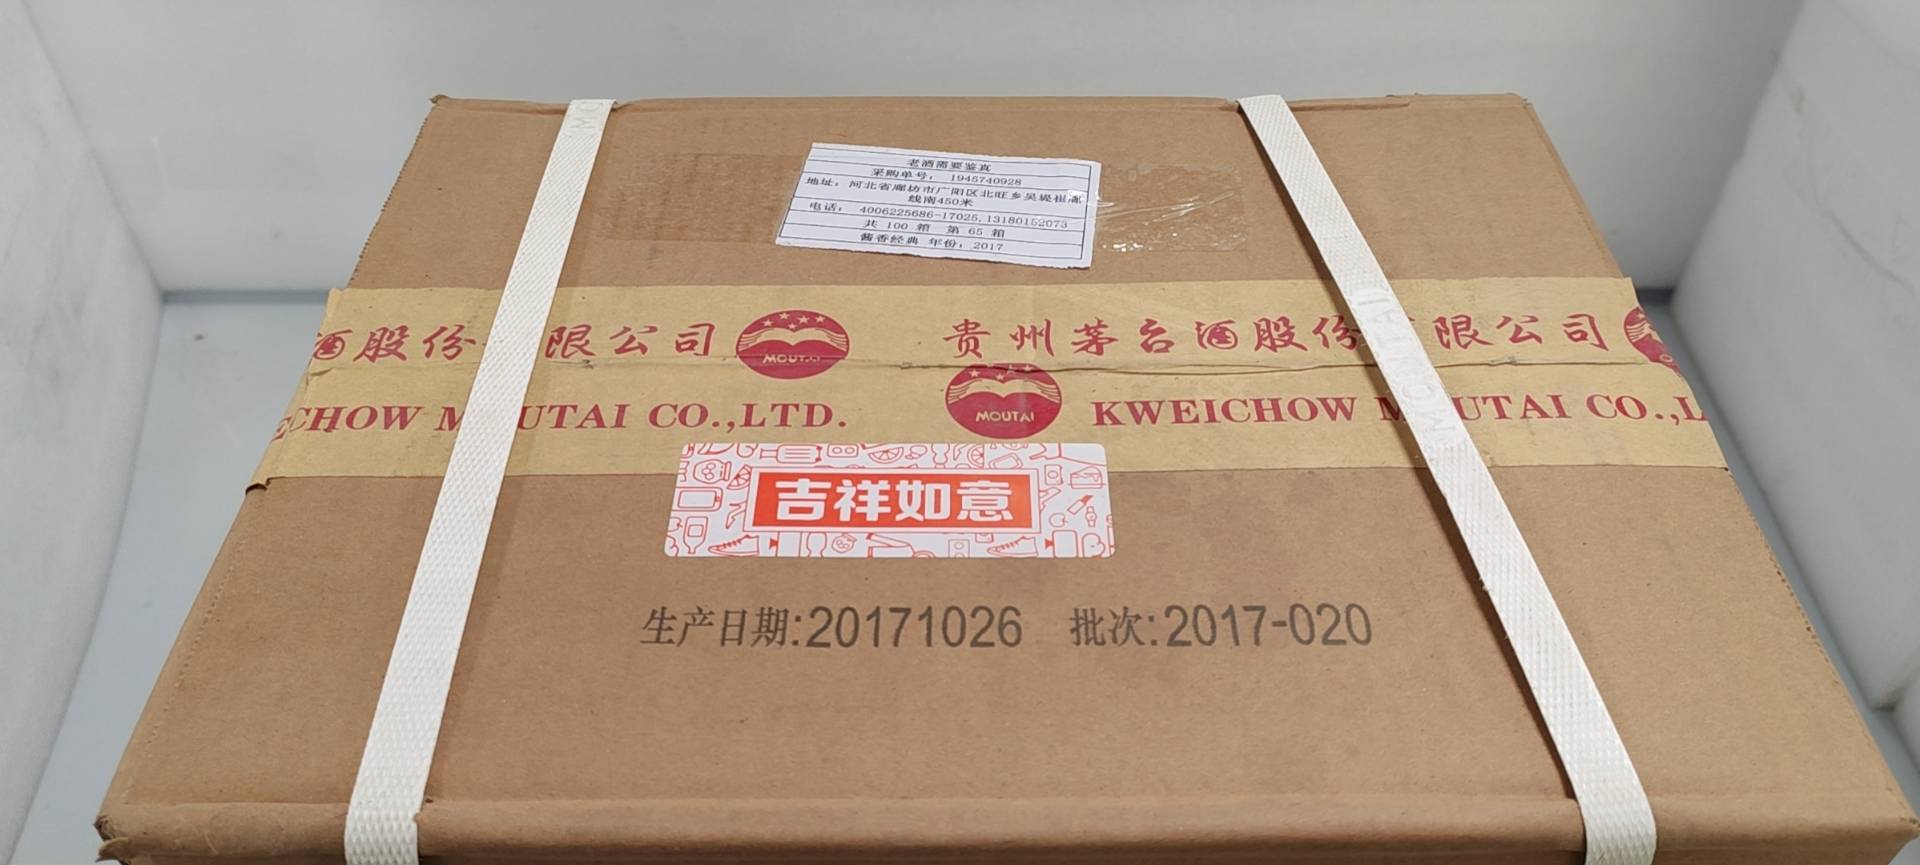 老酒需要鉴真
采购单号： 1945740928
地址： 河北省廊坊市广阳区北旺乡吴堤
线南450米
电话： 4006225686-17025,13180152073
共 100 箱 第 65 箱
酱香经典 年份：2017
酒股份 限公司 MOUTAI 贵州茅台酒股份 限公司
CHOW M UTAI CO.,LTD. MOUTAI KWEICHOW M UTAI CO.,L
MOUTAI
吉祥如意
生产日期:20171026 批次:2017-020